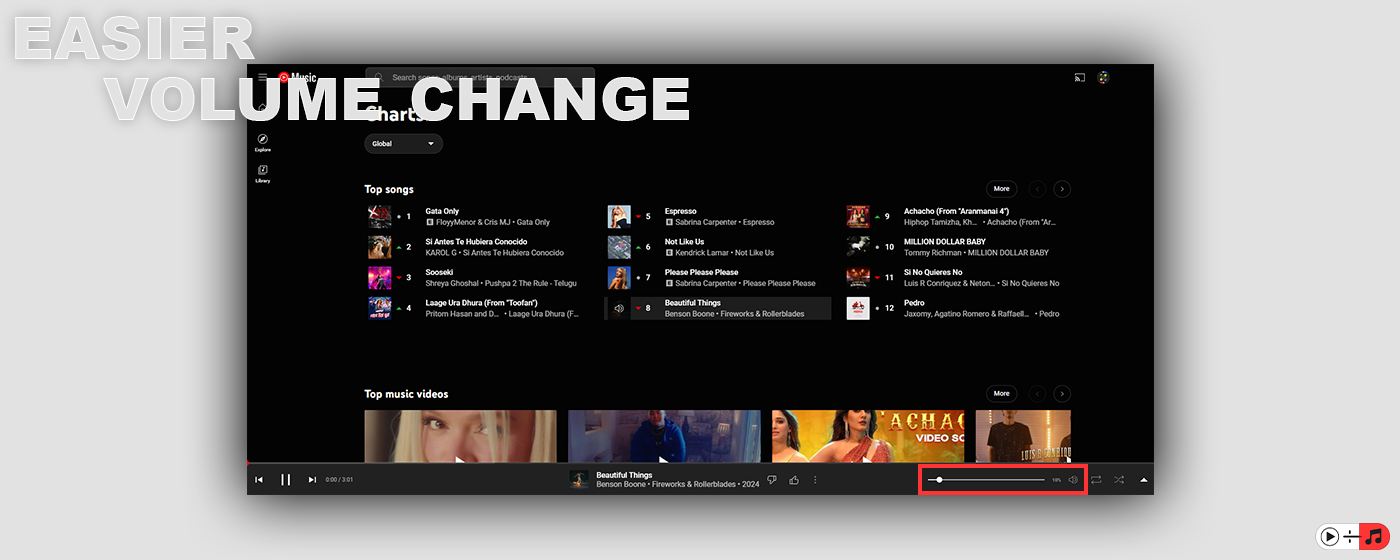 EASIER
VOLUME CHANGE
Music
Search songs, albums, artists, podcasts
Charts
Global
Explore
Library
Top songs
More
1
Gata Only
E FloyyMenor & Cris MJ • Gata Only
2
Si Antes Te Hubiera Conocido
KAROL G • Si Antes Te Hubiera Conocido
3
Sooseki
Shreya Ghoshal • Pushpa 2 The Rule - Telugu
4
Laage Ura Dhura (From "Toofan")
Pritom Hasan and D... • Laage Ura Dhura (F...
5
Espresso
E Sabrina Carpenter • Espresso
6
Not Like Us
E Kendrick Lamar • Not Like Us
7
Please Please Please
E Sabrina Carpenter • Please Please Please
8
Beautiful Things
Benson Boone • Fireworks & Rollerblades
9
Achacho (From "Aranmanai 4")
Hiphop Tamizha, Kh... • Achacho (From "Ar...
10
MILLION DOLLAR BABY
Tommy Richman • MILLION DOLLAR BABY
11
Si No Quieres No
Luis R Conriquez & Neton... • Si No Quieres No
12
Pedro
Jaxomy, Agatino Romero & Raffaell... • Pedro
Top music videos
More
ACHAC
VIDEO SO
LUIS R CONRIQUE
0:00 / 3:01
Beautiful Things
Benson Boone • Fireworks & Rollerblades • 2024
10%